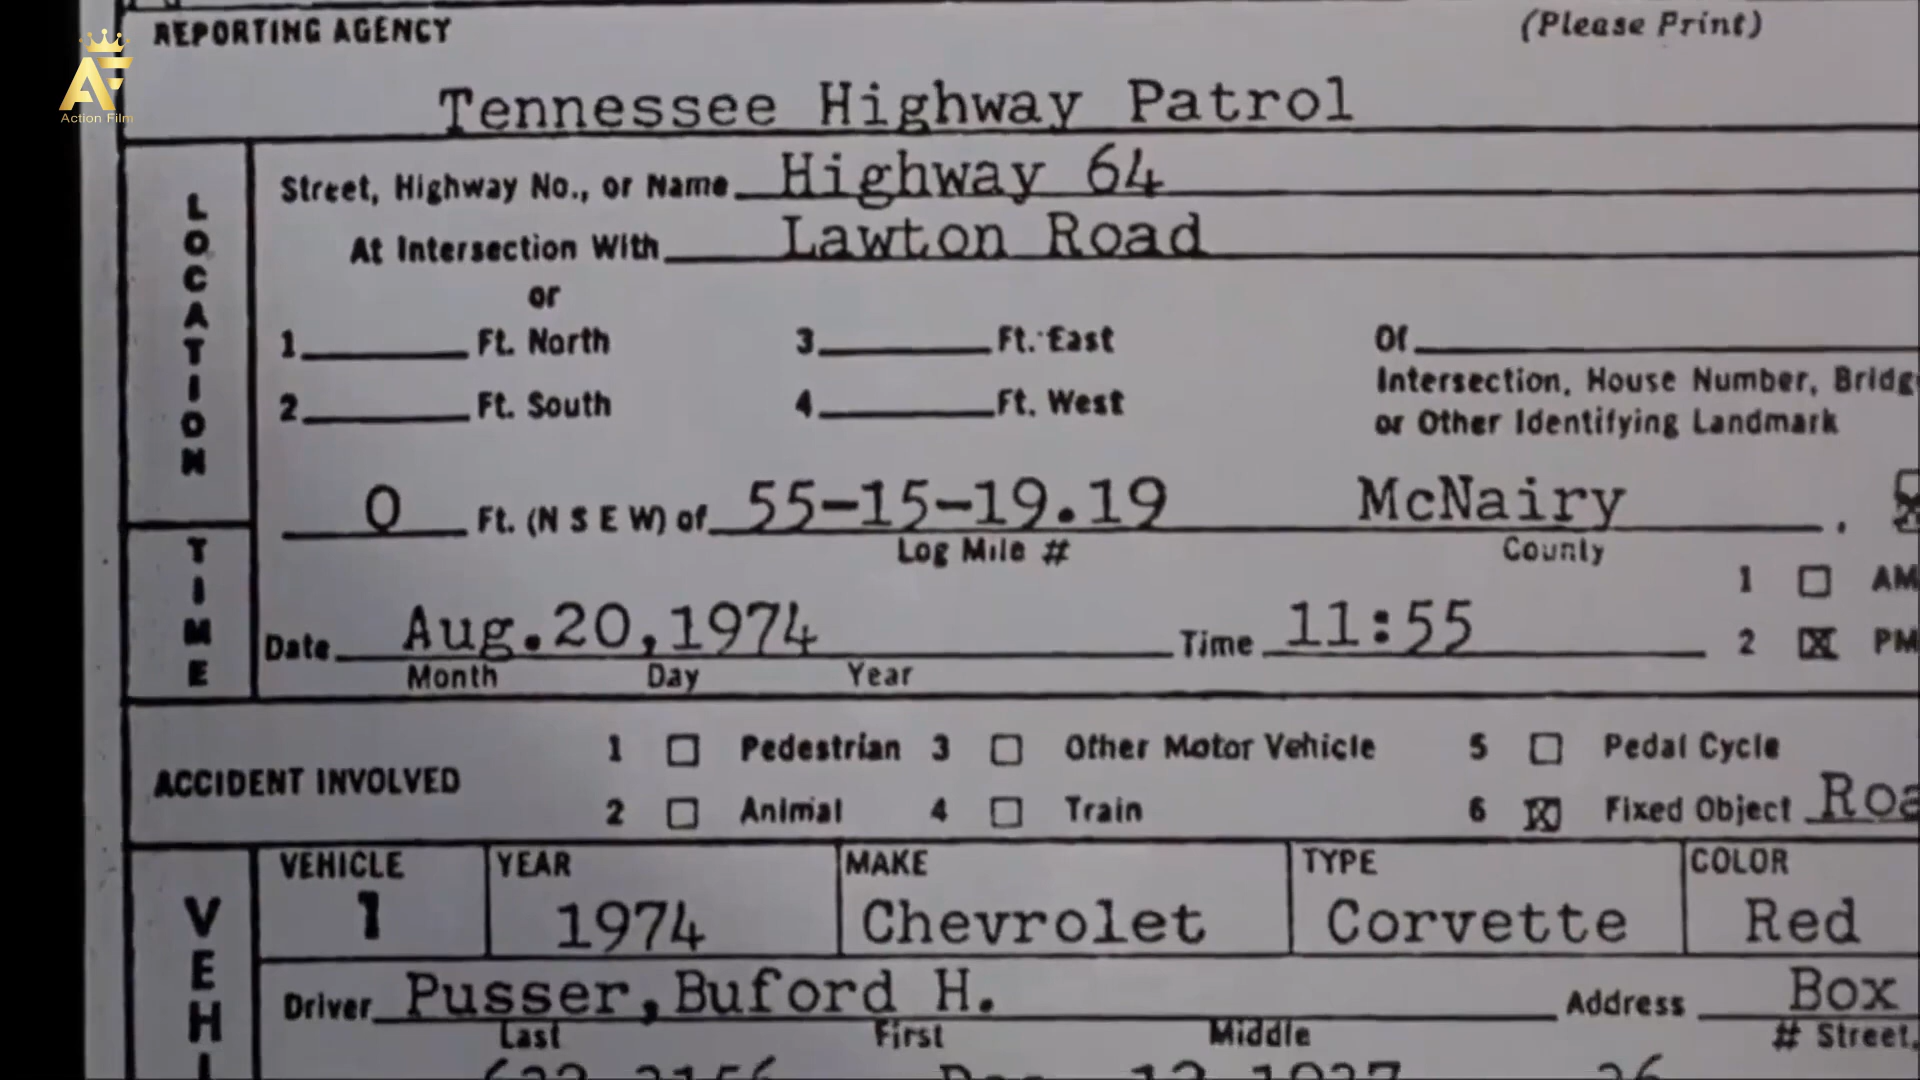 REPORTING AGENCY
(Please Print)
AF
Action Film
Tennessee Highway Patrol
LOCATION
Street, Highway No., or Name Highway 64
At Intersection With Lawton Road
or
1 Ft. North 3 Ft. East Of
2 Ft. South 4 Ft. West
Intersection, House Number,
or Other Identifying Landmark
0 Ft. (N S E W) of 55-15-19.19 McNairy
Log Mile # County
TIME
1 AM
Date Aug.20,1974 Time 11:55 2 PM
Month Day Year
ACCIDENT INVOLVED
1 Pedestrian 3 Other Motor Vehicle 5 Pedal Cycle
2 Animal 4 Train 6 Fixed Object
VEHICLE YEAR MAKE TYPE COLOR
1 1974 Chevrolet Corvette Red
Driver Pusser,Buford H. Address Box
Last First Middle # Street,